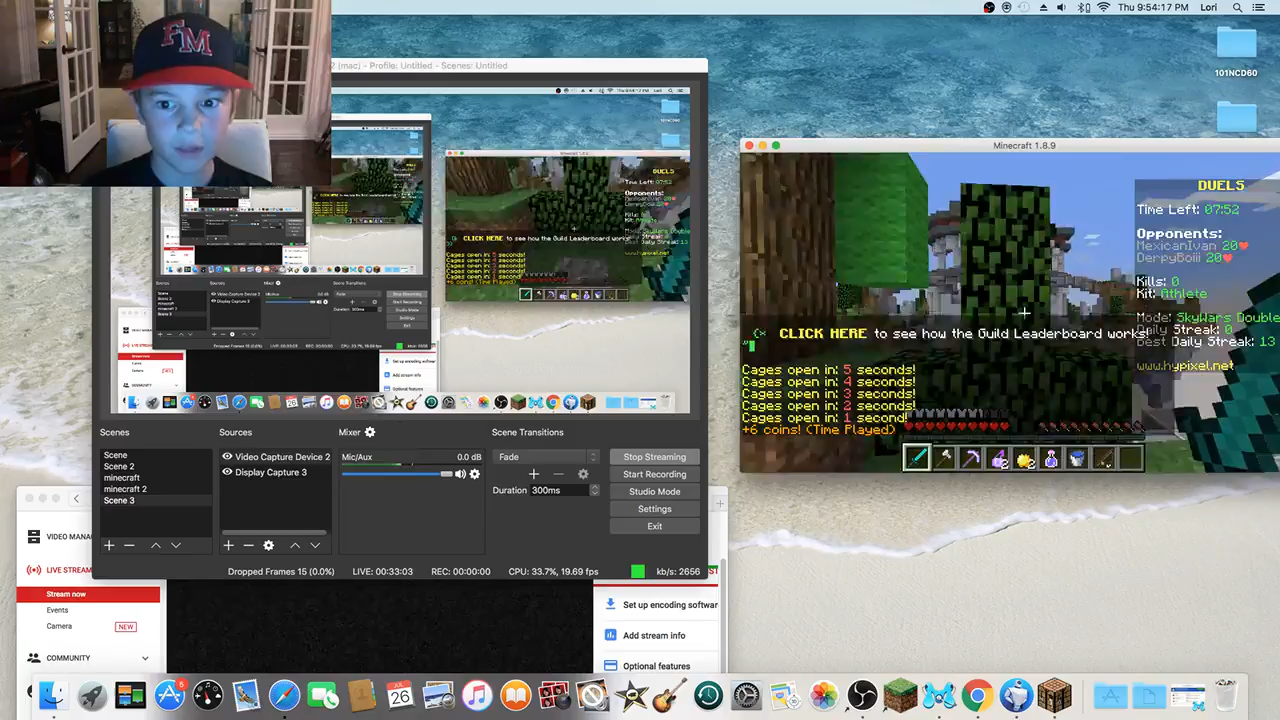 Thu 9:54:17 PM Lori
FM
(mac) - Profile: Untitled - Scenes: Untitled
101NCD60
Minecraft 1.8.9
DUELS
Time Left: 07:52
Opponents:
MexicanIvan 20♥
DerryBoii 20♥
Kills: 0
Kit: Athlete
Mode: SkyWars Double
Daily Streak: 0
Best Daily Streak: 13
www.hypixel.net
CLICK HERE to see how the Guild Leaderboard works!
Cages open in: 5 seconds!
Cages open in: 4 seconds!
Cages open in: 3 seconds!
Cages open in: 2 seconds!
Cages open in: 1 second!
+6 coins! (Time Played)
Scenes
Scene
Scene 2
minecraft
minecraft 2
Scene 3
Sources
Video Capture Device 2
Display Capture 3
Mixer
Mic/Aux 0.0 dB
Scene Transitions
Fade
Duration 300ms
Stop Streaming
Start Recording
Studio Mode
Settings
Exit
Dropped Frames 15 (0.0%) LIVE: 00:33:03 REC: 00:00:00 CPU: 33.7%, 19.69 fps kb/s: 2656
VIDEO MANA
LIVE STREAM
Stream now
Events
Camera NEW
COMMUNITY
Set up encoding softwar
Add stream info
Optional features
JUL
26